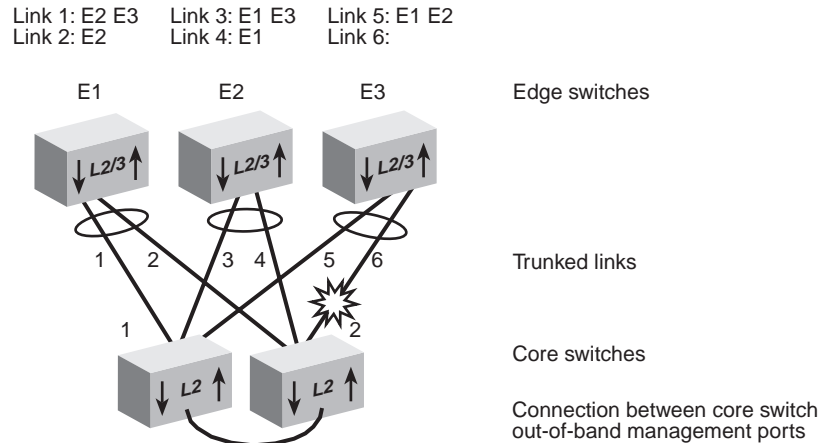 Link 1: E2 E3 Link 3: E1 E3 Link 5: E1 E2
Link 2: E2 Link 4: E1 Link 6:
E1 E2 E3 Edge switches
L2/3 L2/3 L2/3
1 2 3 4 5 6 Trunked links
1 2
Core switches
L2 L2
Connection between core switch
out-of-band management ports